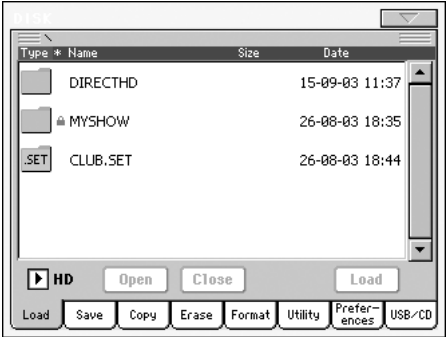 DISK
Type * Name Size Date
DIRECTHD 15-09-03 11:37
MYSHOW 26-08-03 18:35
.SET CLUB.SET 26-08-03 18:44
HD Open Close Load
Load Save Copy Erase Format Utility Prefer-
ences USB/CD